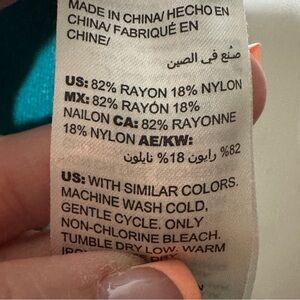 MADE IN CHINA/ HECHO EN
CHINA/ FABRIQUÉ EN
CHINE/
صنع في الصين
US: 82% RAYON 18% NYLON
MX: 82% RAYÓN 18%
NAILON CA: 82% RAYONNE
18% NYLON AE/KW:
82% رايون 18% نايلون
US: WITH SIMILAR COLORS.
MACHINE WASH COLD,
GENTLE CYCLE. ONLY
NON-CHLORINE BLEACH.
TUMBLE DRY LOW. WARM